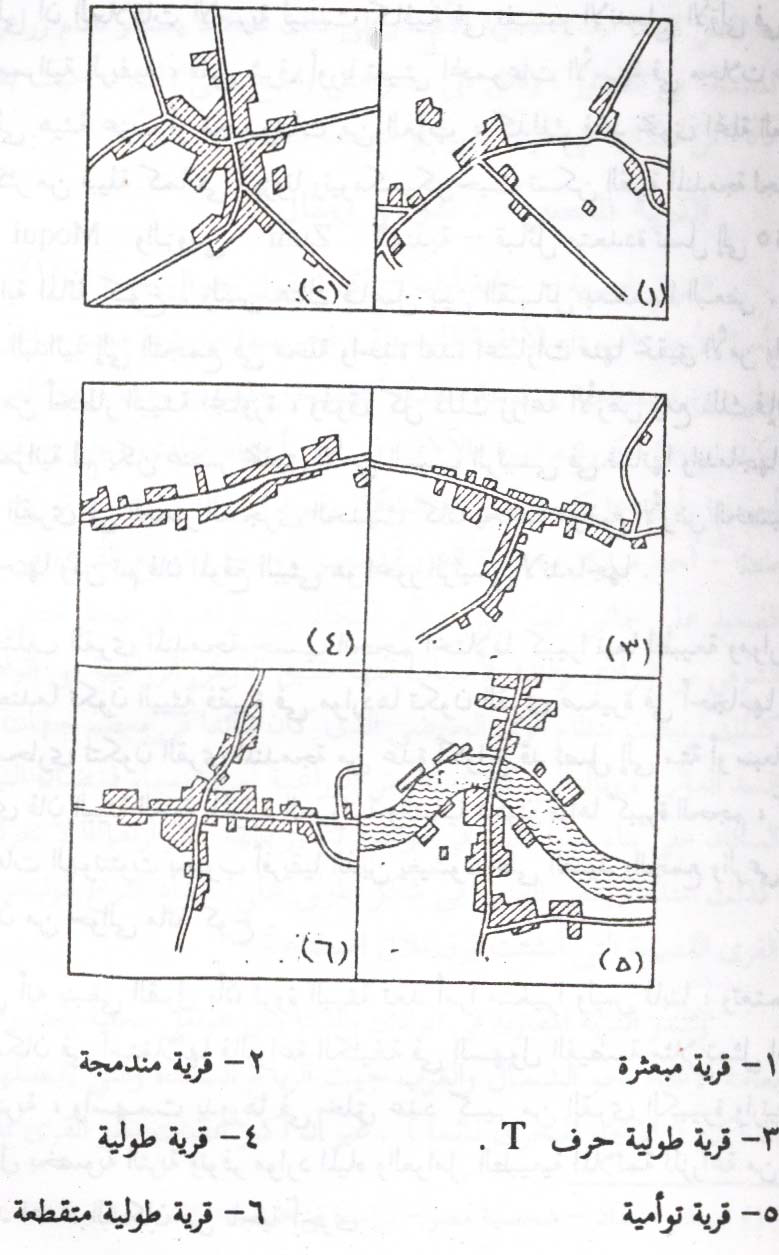 (١)
(٢)
(٣)
(٤)
(٥)
(٦)
١- قرية مبعثرة
٢- قرية مندمجة
٣- قرية طولية حرف T .
٤- قرية طولية
٥- قرية توأمية
٦- قرية طولية متقطعة